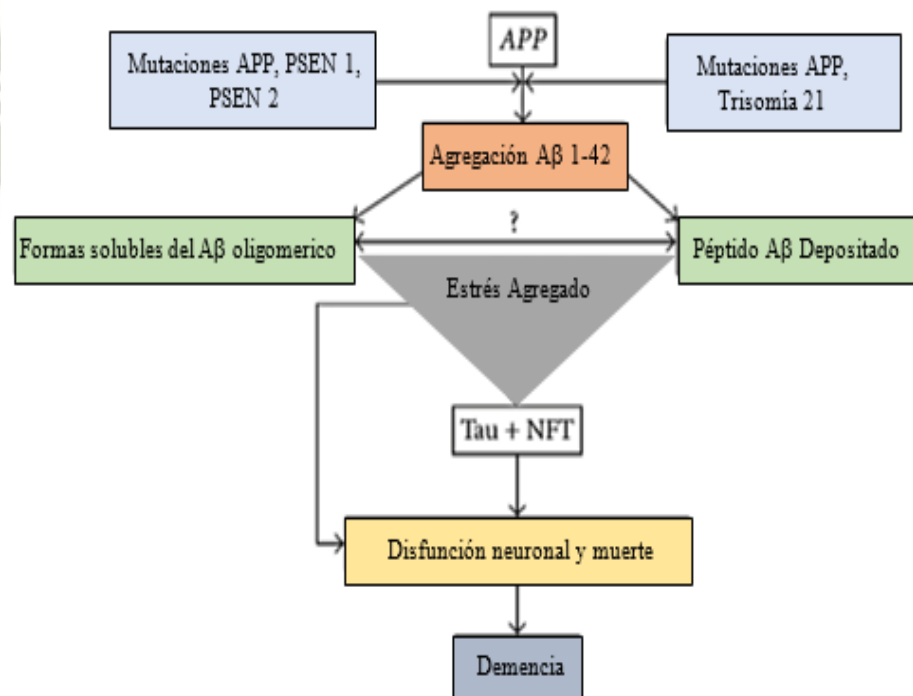 APP
Mutaciones APP, PSEN 1,
PSEN 2
Mutaciones APP,
Trisomía 21
Agregación Aβ 1-42
?
Formas solubles del Aβ oligomerico
Péptido Aβ Depositado
Estrés Agregado
Tau + NFT
Disfunción neuronal y muerte
Demencia